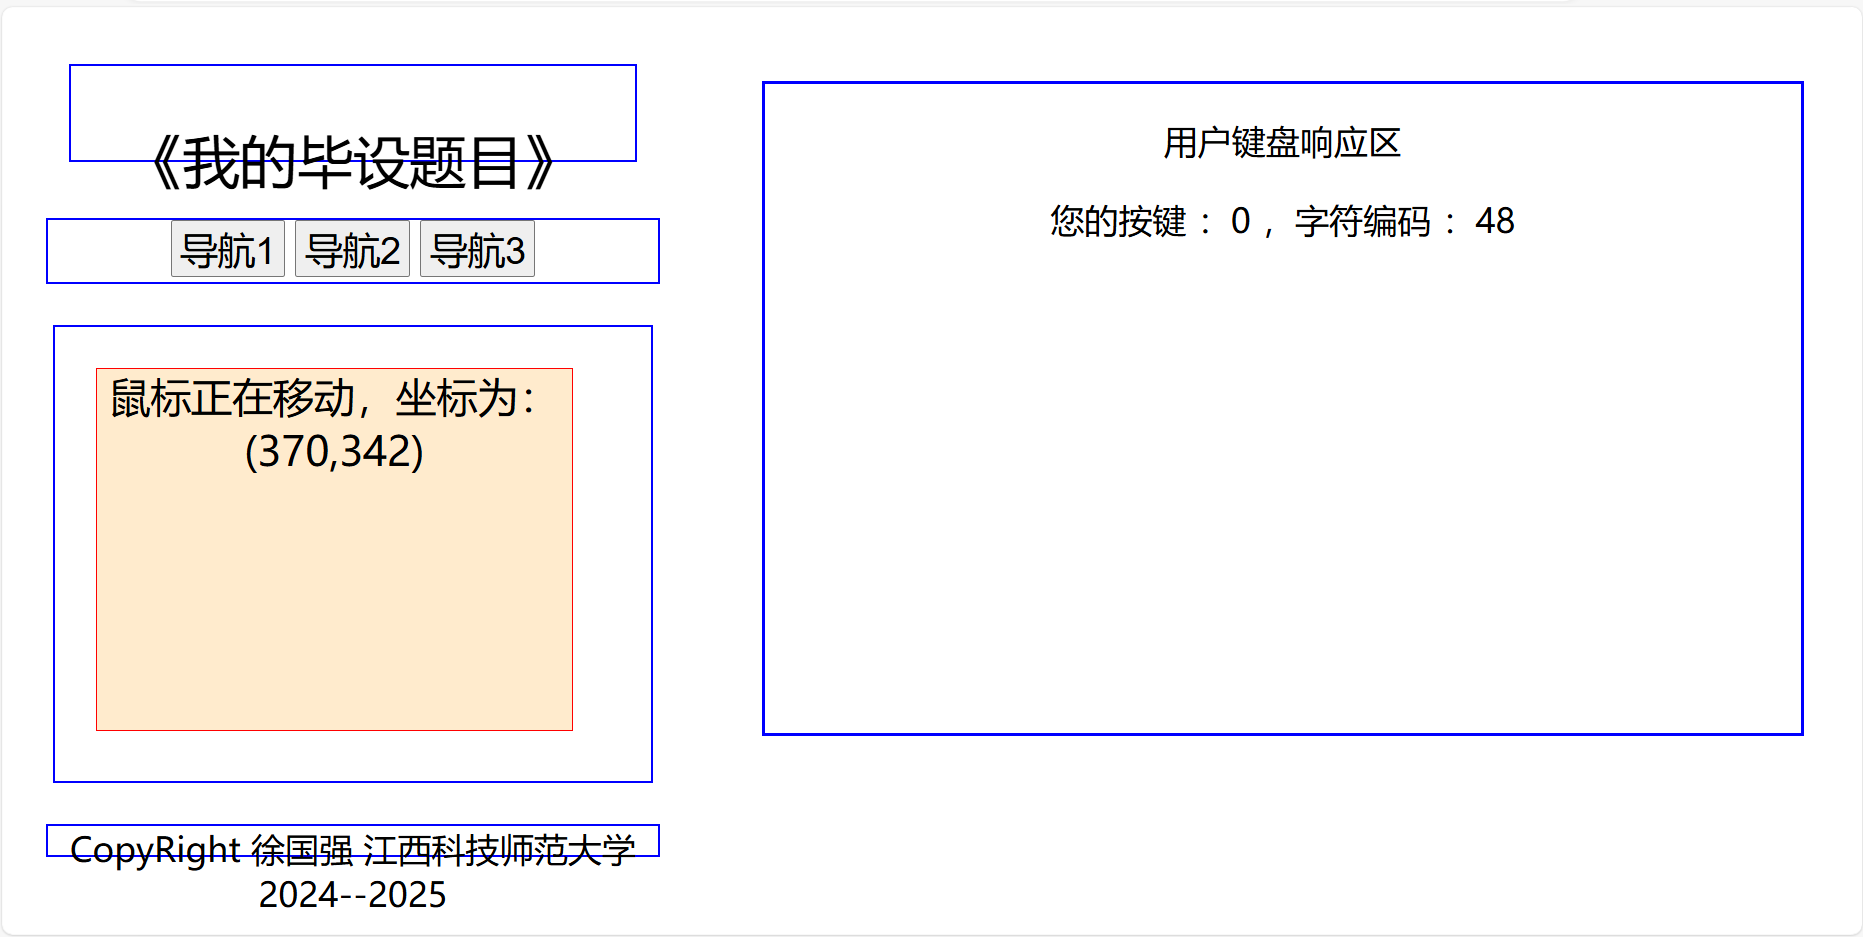 《我的毕设题目》
导航1 导航2 导航3
鼠标正在移动，坐标为：
(370,342)
CopyRight 徐国强 江西科技师范大学
2024--2025
用户键盘响应区
您的按键 ： 0 ， 字符编码 ： 48